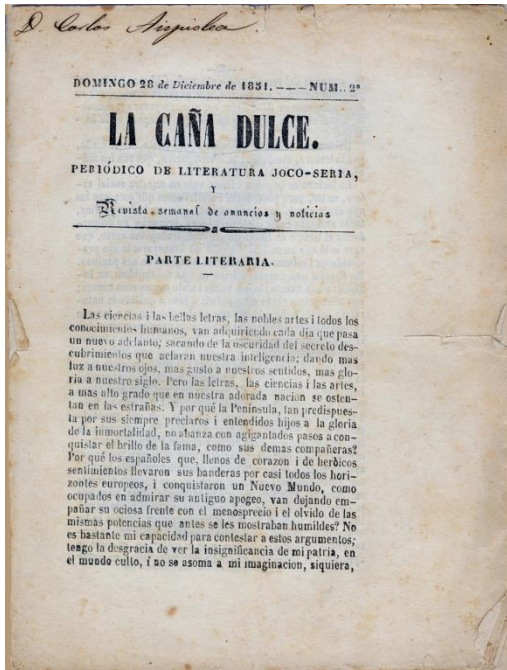 D. Carlos
DOMINGO 28 de Diciembre de 1851. ——— NUM. 2º
LA CAÑA DULCE.
PERIÓDICO DE LITERATURA JOCO-SERIA,
Y
Revista semanal de anuncios y noticias
PARTE LITERARIA.
Las ciencias i las bellas letras, las nobles artes i todos los
conocimientos humanos, van adquiriendo cada dia que pasa
un nuevo adelanto; sacando de la oscuridad del secreto des-
cubrimientos que aclaran nuestra inteligencia; dando mas
luz a nuestros ojos, mas gusto a nuestros sentidos, mas glo-
ria a nuestro siglo. Pero las letras, las ciencias i las artes,
a mas alto grado que en nuestra adorada nacion se osten-
tan en las estrañas. Y por qué la Península, tan predispues-
ta por sus siempre preclaros i entendidos hijos a la gloria
de la inmortalidad, no abanza con agigantados pasos a con-
quistar el brillo de la fama, como sus demas compañeras?
Por qué los españoles que, llenos de corazon i de heròicos
sentimientos llevaron sus banderas por casi todos los hori-
zontes europeos, i conquistaron un Nuevo Mundo, como
ocupados en admirar su antiguo apogeo, van dejando em-
pañar su ociosa frente con el menosprecio i el olvido de las
mismas potencias que antes se les mostraban humildes? No
es bastante mi capacidad para contestar a estos argumentos;
tengo la desgracia de ver la insignificancia de mi patria, en
el mundo culto, i no se asoma a mi imaginacion, siquiera,